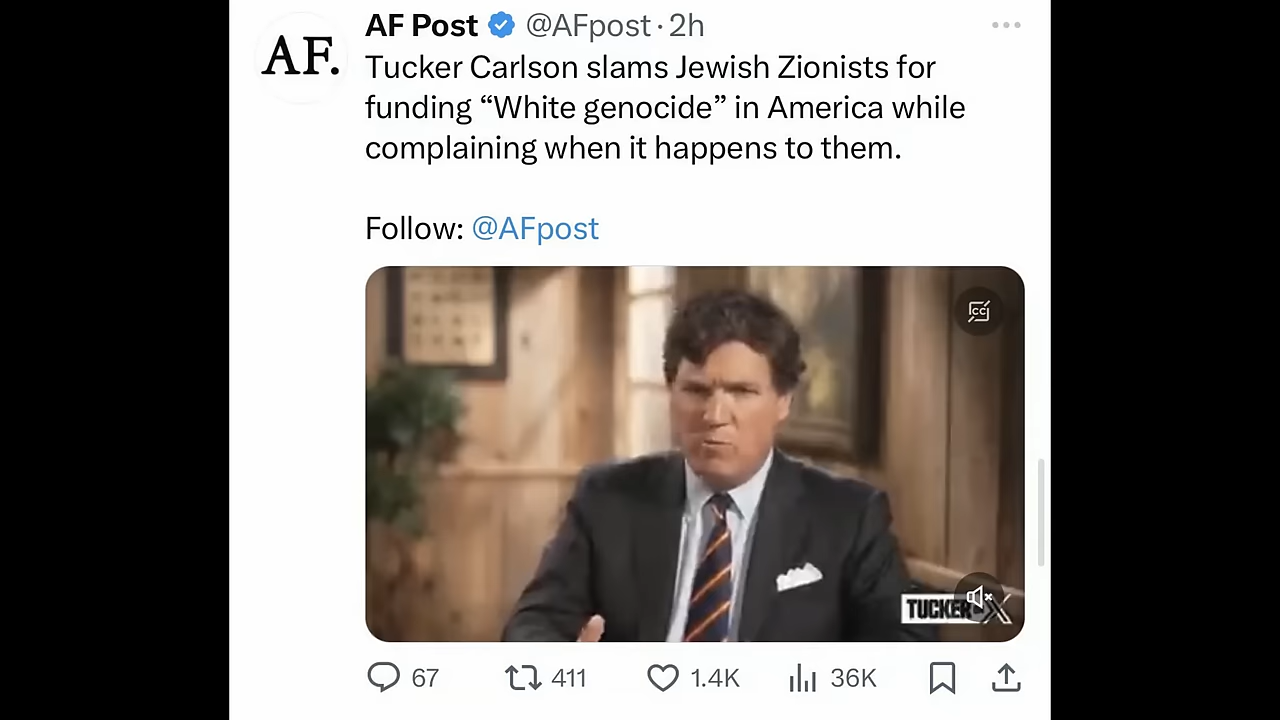 AF.
AF Post @AFpost · 2h
Tucker Carlson slams Jewish Zionists for
funding “White genocide” in America while
complaining when it happens to them.
Follow: @AFpost
CC
TUCKER X
67 411 1.4K 36K